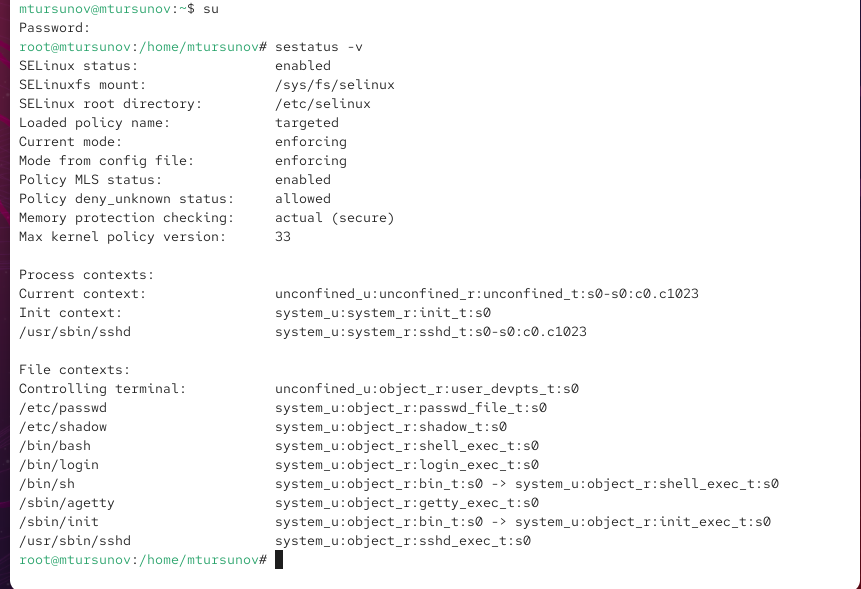 mtursunov@mtursunov:~$ su
Password:
root@mtursunov:/home/mtursunov# sestatus -v
SELinux status:                 enabled
SELinuxfs mount:                /sys/fs/selinux
SELinux root directory:         /etc/selinux
Loaded policy name:             targeted
Current mode:                   enforcing
Mode from config file:          enforcing
Policy MLS status:              enabled
Policy deny_unknown status:     allowed
Memory protection checking:     actual (secure)
Max kernel policy version:      33

Process contexts:
Current context:                unconfined_u:unconfined_r:unconfined_t:s0-s0:c0.c1023
Init context:                   system_u:system_r:init_t:s0
/usr/sbin/sshd                  system_u:system_r:sshd_t:s0-s0:c0.c1023

File contexts:
Controlling terminal:           unconfined_u:object_r:user_devpts_t:s0
/etc/passwd                     system_u:object_r:passwd_file_t:s0
/etc/shadow                     system_u:object_r:shadow_t:s0
/bin/bash                       system_u:object_r:shell_exec_t:s0
/bin/login                      system_u:object_r:login_exec_t:s0
/bin/sh                         system_u:object_r:bin_t:s0 -> system_u:object_r:shell_exec_t:s0
/sbin/agetty                    system_u:object_r:getty_exec_t:s0
/sbin/init                      system_u:object_r:bin_t:s0 -> system_u:object_r:init_exec_t:s0
/usr/sbin/sshd                  system_u:object_r:sshd_exec_t:s0
root@mtursunov:/home/mtursunov#